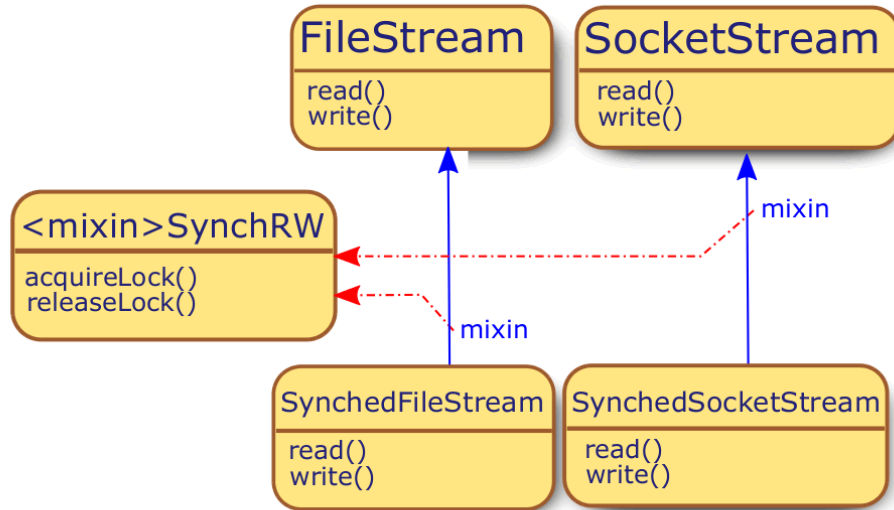 FileStream
read()
write()
SocketStream
read()
write()
<mixin>SynchRW
acquireLock()
releaseLock()
mixin
mixin
SynchedFileStream
read()
write()
SynchedSocketStream
read()
write()